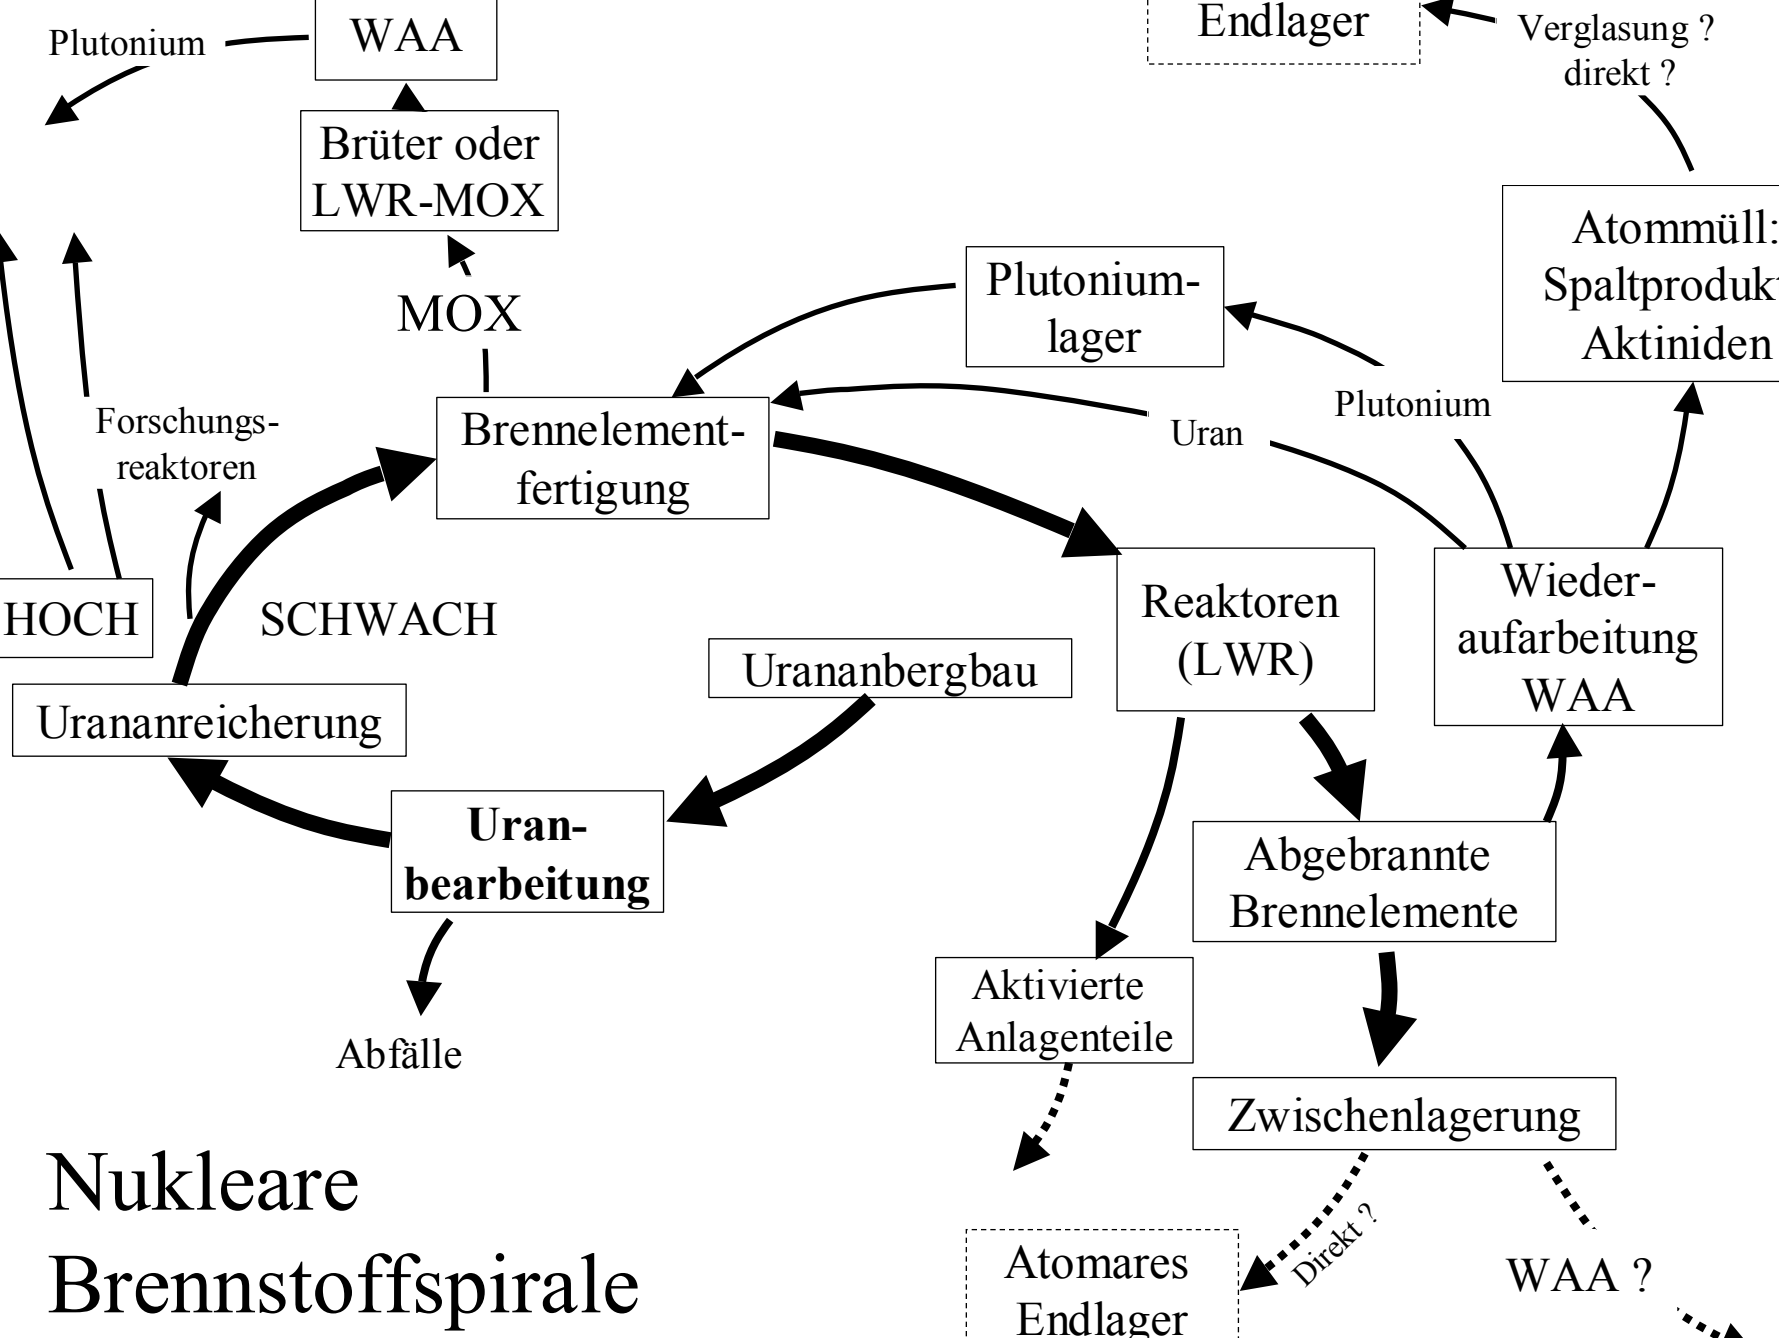 Plutonium
WAA
Endlager
Verglasung ?
direkt ?
Brüter oder
LWR-MOX
MOX
Plutonium-
lager
Atommüll:
Spaltprodukt
Aktiniden
Forschungs-
reaktoren
Brennelement-
fertigung
Uran
Plutonium
HOCH
SCHWACH
Reaktoren
(LWR)
Wieder-
aufarbeitung
WAA
Urananreicherung
Urananbergbau
Uran-
bearbeitung
Abgebrannte
Brennelemente
Abfälle
Aktivierte
Anlagenteile
Zwischenlagerung
Direkt ?
Atomares
Endlager
WAA ?
Nukleare
Brennstoffspirale